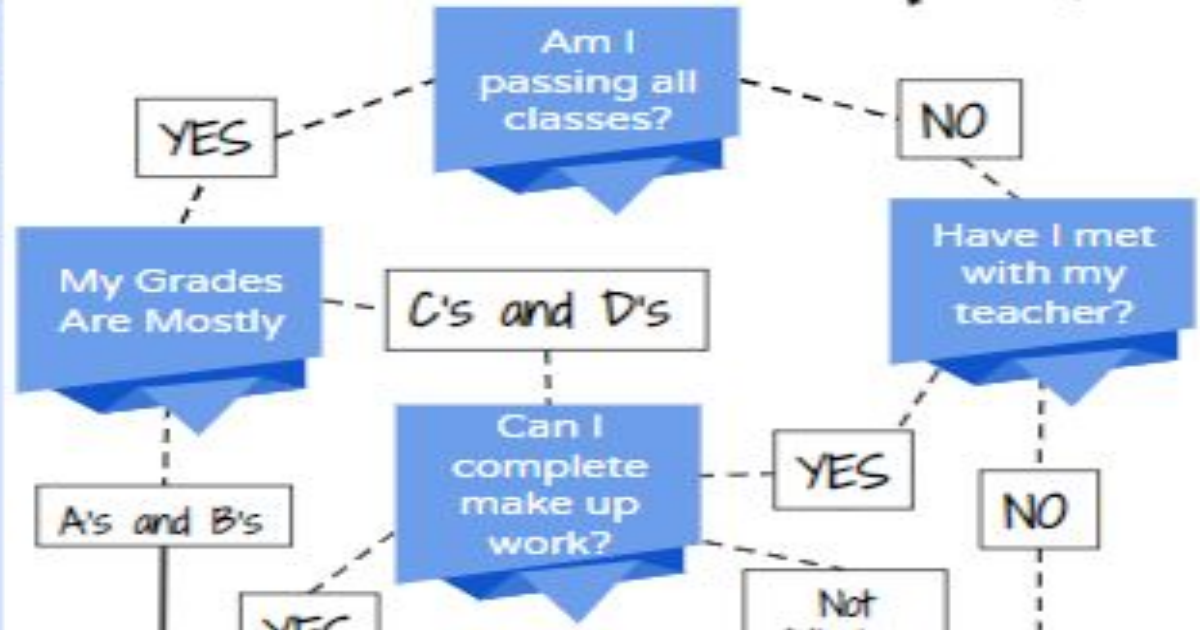 Am I
passing all
classes?
YES
NO
My Grades
Are Mostly
C's and D's
Have I met
with my
teacher?
Can I
complete
make up
work?
YES
NO
A's and B's
YES
Not